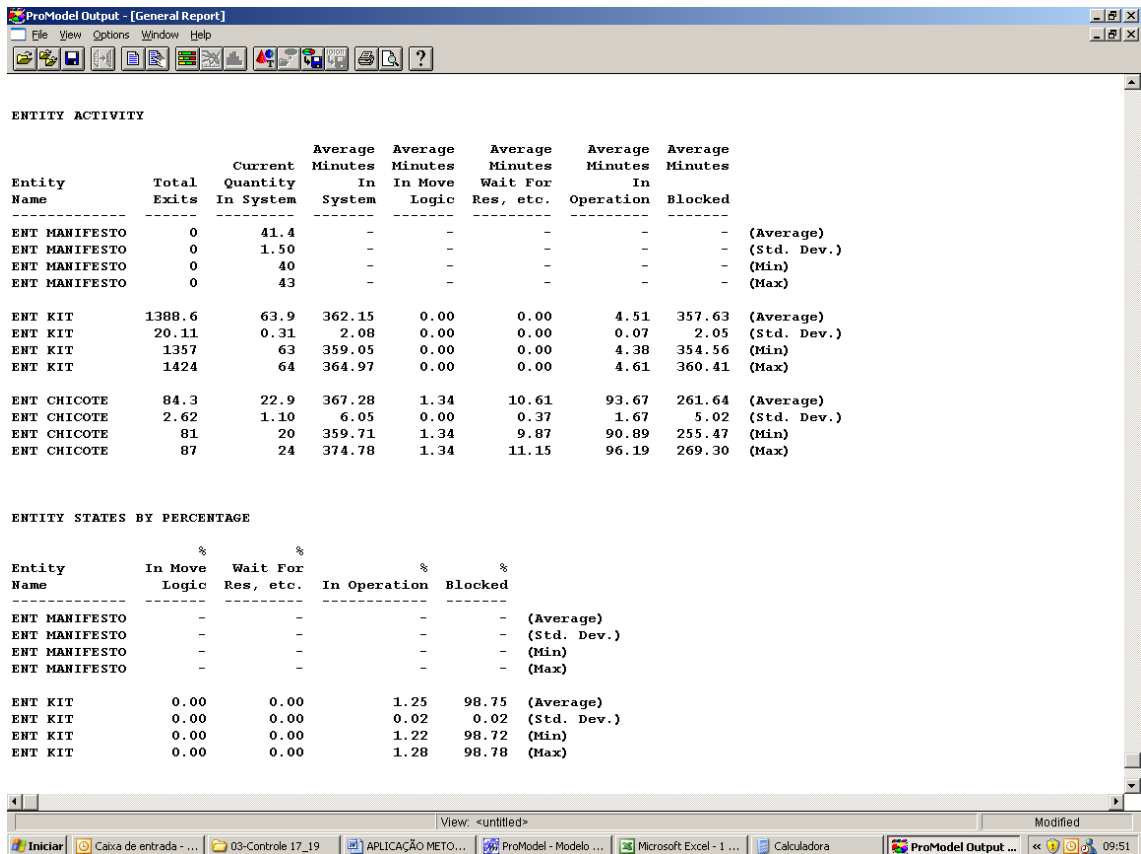 ProModel Output - [General Report]
File View Options Window Help
ENTITY ACTIVITY
Average Average Average Average Average
Current Minutes Minutes Minutes Minutes Minutes
Entity Total Quantity In In Move Wait For In
Name Exits In System System Logic Res, etc. Operation Blocked
------------- ------ --------- ------- ------- --------- --------- -------
ENT MANIFESTO 0 41.4 - - - - - (Average)
ENT MANIFESTO 0 1.50 - - - - - (Std. Dev.)
ENT MANIFESTO 0 40 - - - - - (Min)
ENT MANIFESTO 0 43 - - - - - (Max)
ENT KIT 1388.6 63.9 362.15 0.00 0.00 4.51 357.63 (Average)
ENT KIT 20.11 0.31 2.08 0.00 0.00 0.07 2.05 (Std. Dev.)
ENT KIT 1357 63 359.05 0.00 0.00 4.38 354.56 (Min)
ENT KIT 1424 64 364.97 0.00 0.00 4.61 360.41 (Max)
ENT CHICOTE 84.3 22.9 367.28 1.34 10.61 93.67 261.64 (Average)
ENT CHICOTE 2.62 1.10 6.05 0.00 0.37 1.67 5.02 (Std. Dev.)
ENT CHICOTE 81 20 359.71 1.34 9.87 90.89 255.47 (Min)
ENT CHICOTE 87 24 374.78 1.34 11.15 96.19 269.30 (Max)
ENTITY STATES BY PERCENTAGE
% %
Entity In Move Wait For % %
Name Logic Res, etc. In Operation Blocked
------------- ------- --------- ------------ -------
ENT MANIFESTO - - - - (Average)
ENT MANIFESTO - - - - (Std. Dev.)
ENT MANIFESTO - - - - (Min)
ENT MANIFESTO - - - - (Max)
ENT KIT 0.00 0.00 1.25 98.75 (Average)
ENT KIT 0.00 0.00 0.02 0.02 (Std. Dev.)
ENT KIT 0.00 0.00 1.22 98.72 (Min)
ENT KIT 0.00 0.00 1.28 98.78 (Max)
View: <untitled> Modified
Iniciar Caixa de entrada - ... 03-Controle 17_19 APLICAÇÃO METO... ProModel - Modelo ... Microsoft Excel - 1 ... Calculadora ProModel Output ... « 09:51